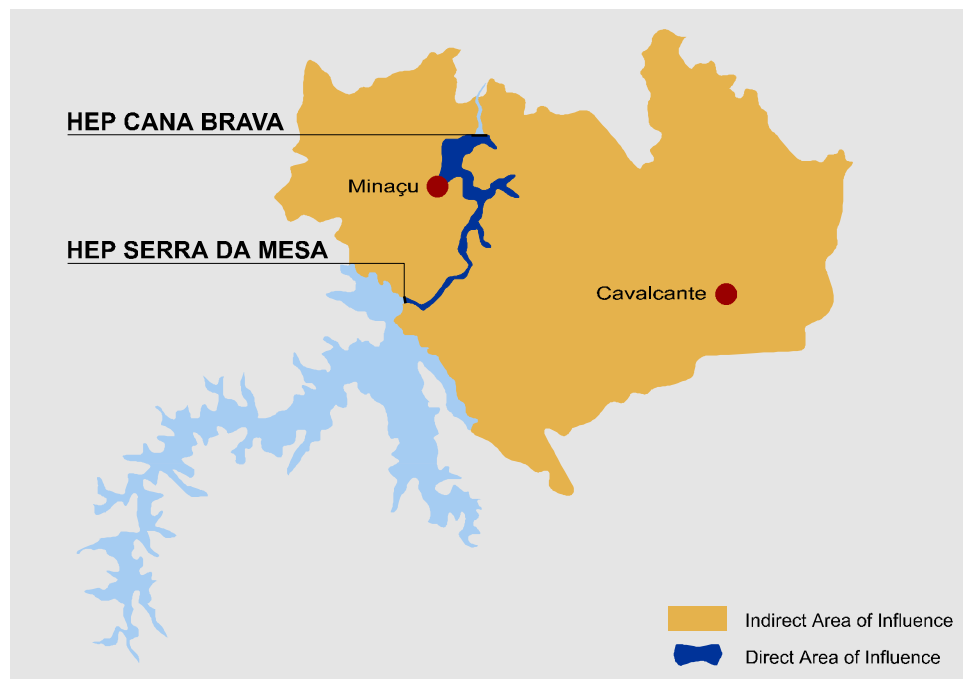 HEP CANA BRAVA
Minaçu
HEP SERRA DA MESA
Cavalcante
Indirect Area of Influence
Direct Area of Influence